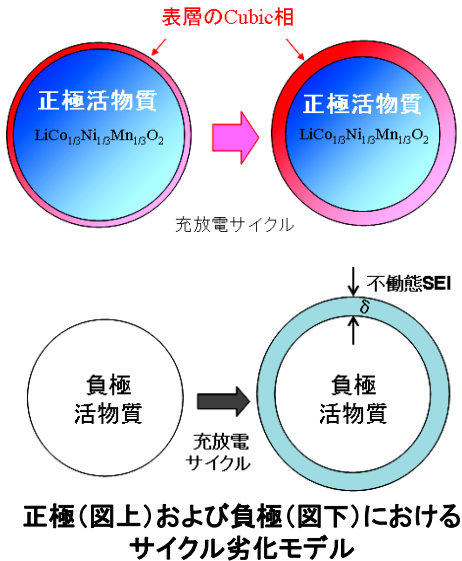 表層のCubic相
正極活物質
LiCo1/3Ni1/3Mn1/3O2
正極活物質
LiCo1/3Ni1/3Mn1/3O2
充放電サイクル
不働態SEI
δ
負極
活物質
負極
活物質
充放電
サイクル
正極(図上)および負極(図下)における
サイクル劣化モデル